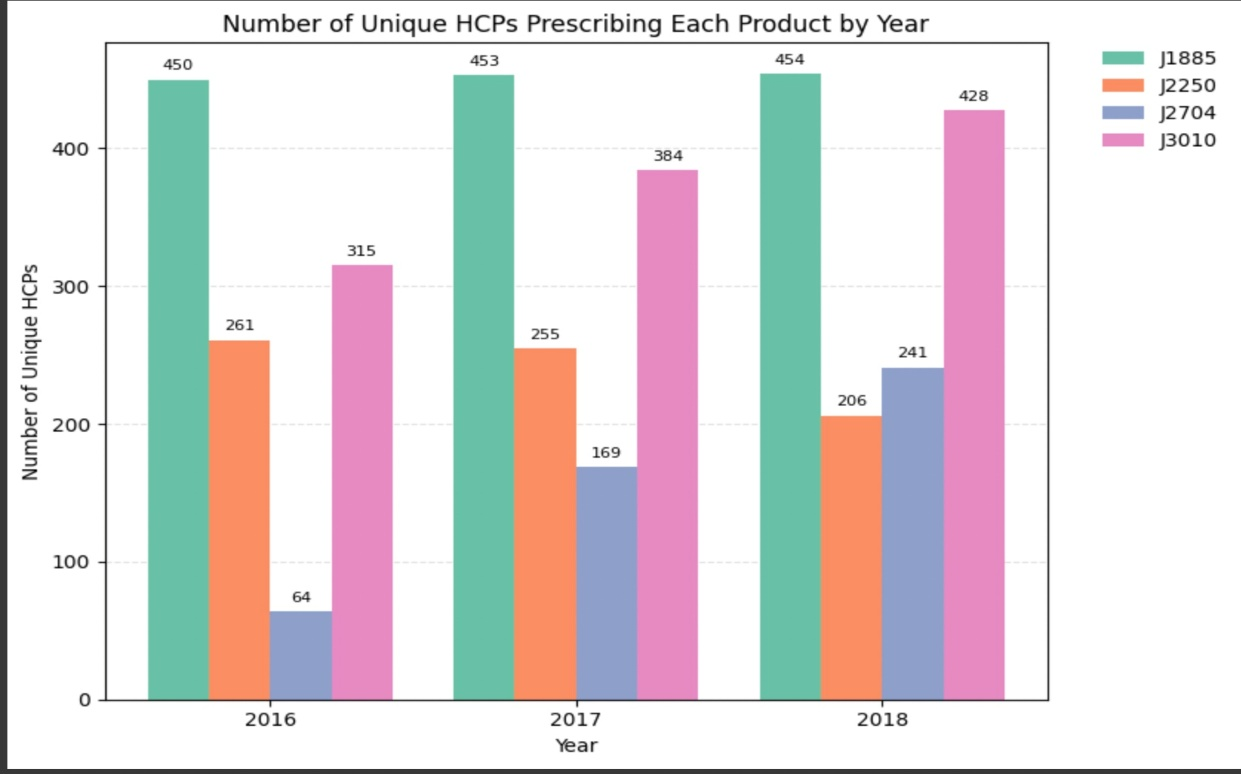 Number of Unique HCPs Prescribing Each Product by Year
J1885
J2250
J2704
J3010
Number of Unique HCPs
400
300
200
100
0
450
261
64
315
453
255
169
384
454
206
241
428
2016
2017
2018
Year